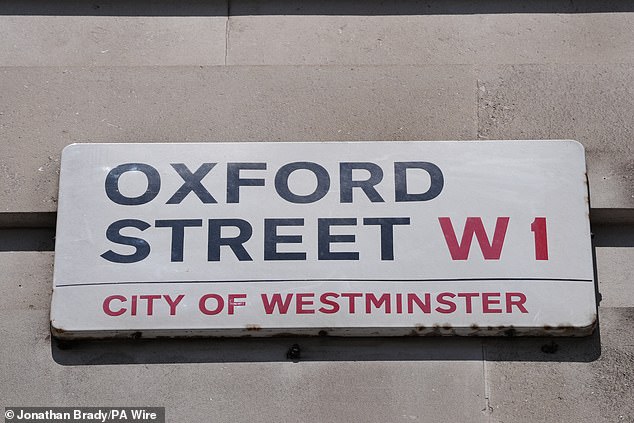 OXFORD
STREET W1
CITY OF WESTMINSTER
© Jonathan Brady/PA Wire